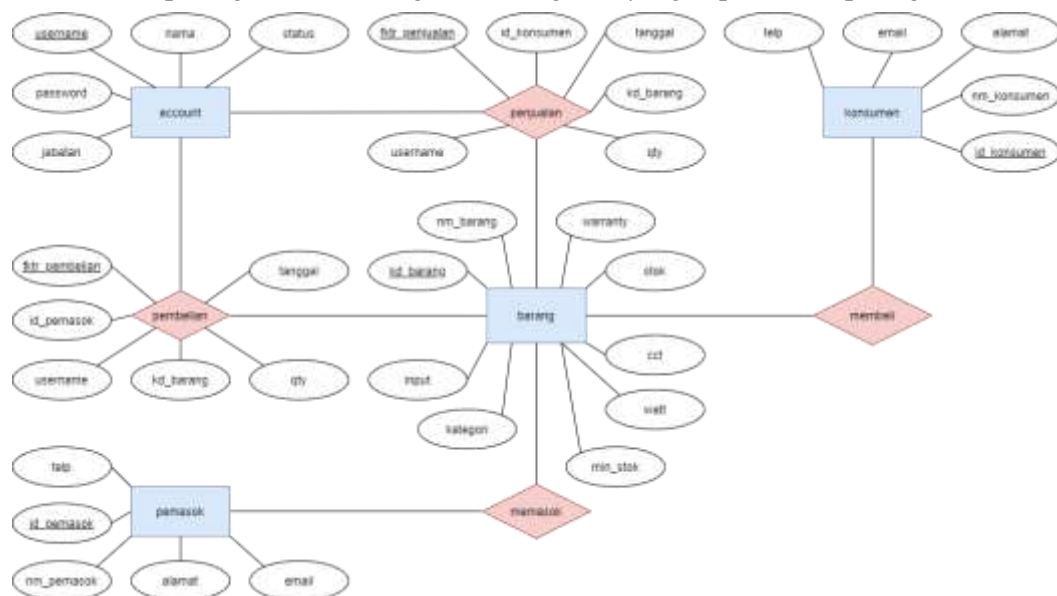 username
nama
status
password
account
jabatan
fktr_penjualan
id_konsumen
tanggal
penjualan
kd_barang
username
qty
telp
email
alamat
konsumen
nm_konsumen
id_konsumen
fktr_pembelian
tanggal
id_pemasok
pembelian
username
kd_barang
qty
nm_barang
warranty
kd_barang
stok
barang
input
cct
kategori
watt
min_stok
membeli
telp
id_pemasok
pemasok
nm_pemasok
alamat
email
memasok